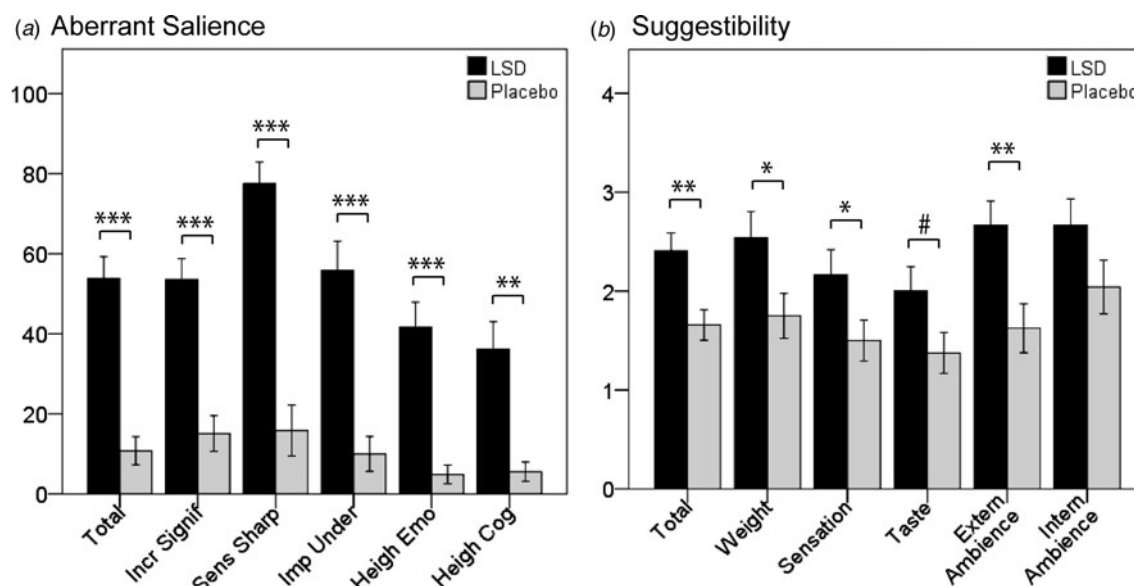 (a) Aberrant Salience
LSD
Placebo
100
80
60
40
20
0
***
***
***
***
***
**
Total
Incr Signif
Sens Sharp
Imp Under
Heigh Emo
Heigh Cog
(b) Suggestibility
LSD
Placebo
4
3
2
1
0
**
*
*
#
**
Total
Weight
Sensation
Taste
Extern
Ambience
Intern
Ambience